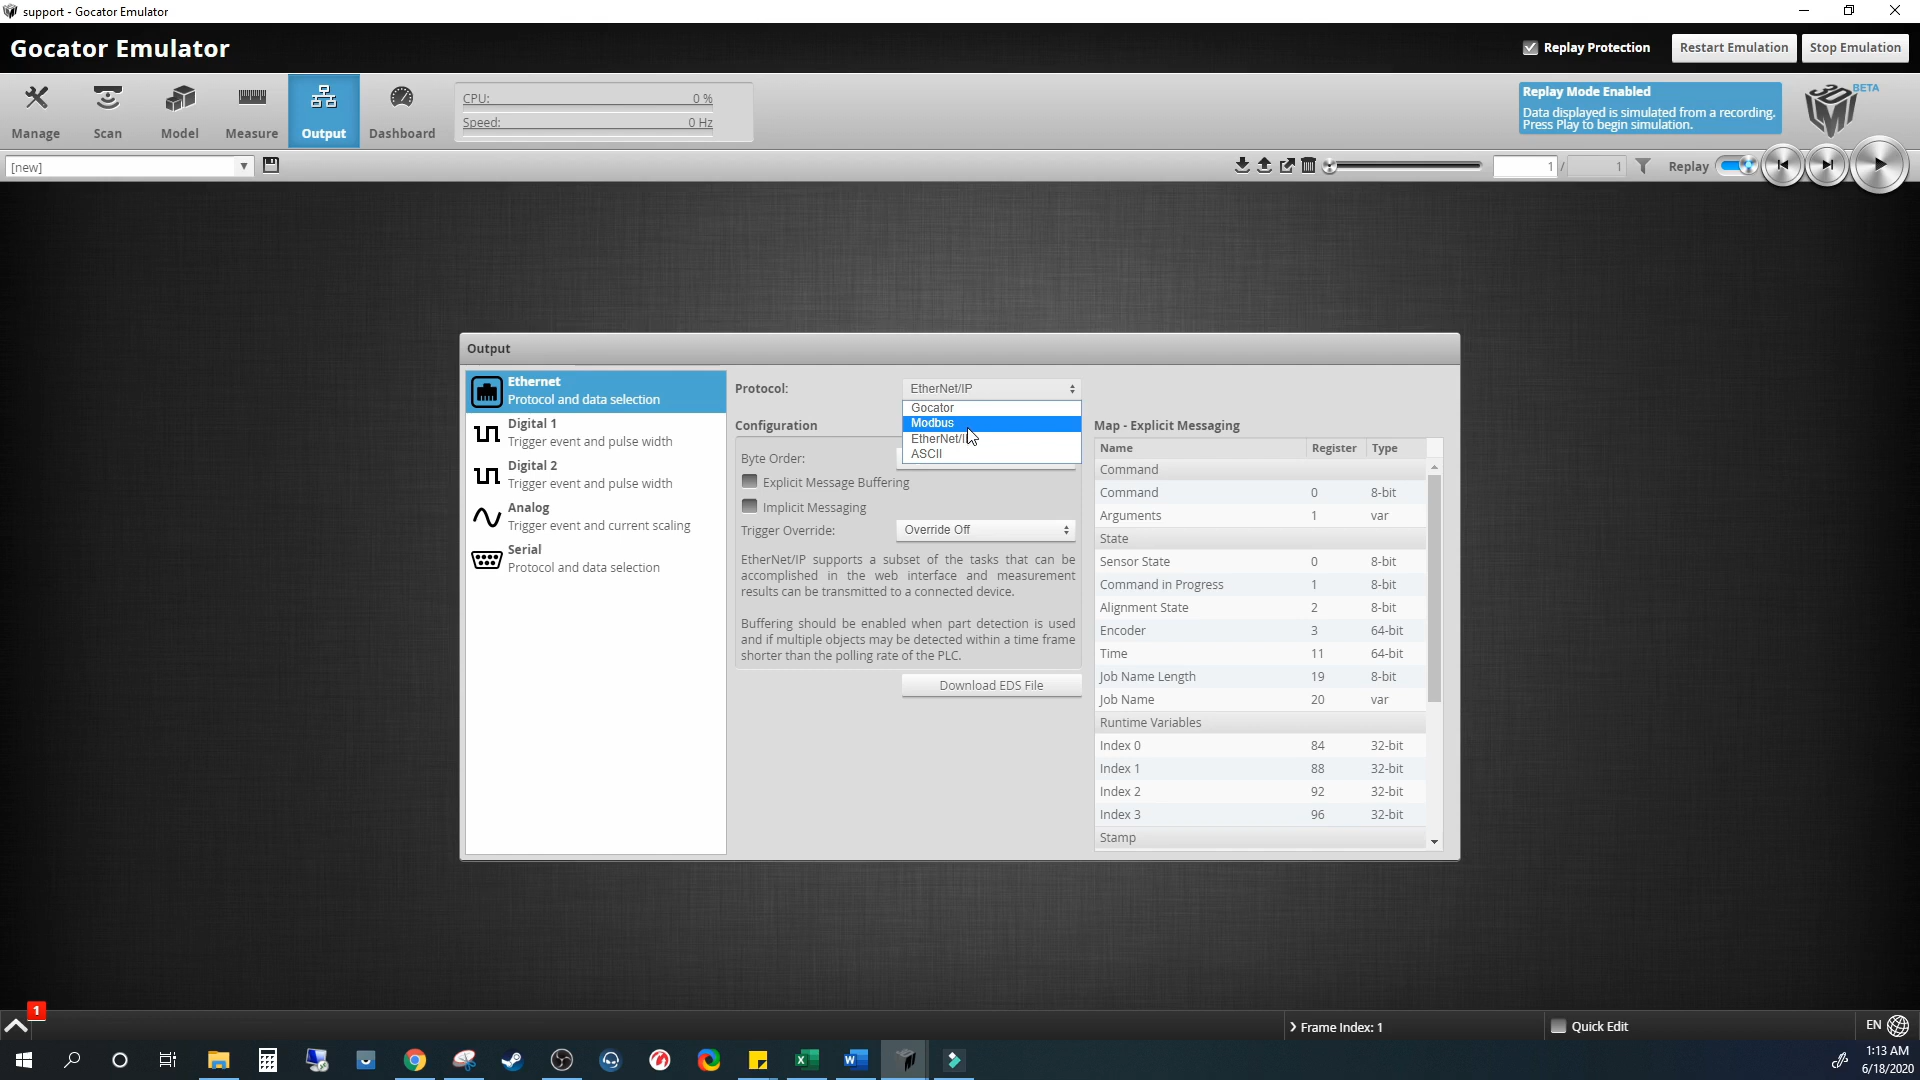 support - Gocator Emulator
Gocator Emulator
Replay Protection
Restart Emulation
Stop Emulation
Manage
Scan
Model
Measure
Output
Dashboard
CPU: 0 %
Speed: 0 Hz
Replay Mode Enabled
Data displayed is simulated from a recording.
Press Play to begin simulation.
BETA
[new]
1 / 1
Replay
Output
Ethernet
Protocol and data selection
Digital 1
Trigger event and pulse width
Digital 2
Trigger event and pulse width
Analog
Trigger event and current scaling
Serial
Protocol and data selection
Protocol: EtherNet/IP
Gocator
Modbus
EtherNet/I
ASCII
Configuration
Byte Order:
Explicit Message Buffering
Implicit Messaging
Trigger Override: Override Off
EtherNet/IP supports a subset of the tasks that can be
accomplished in the web interface and measurement
results can be transmitted to a connected device.
Buffering should be enabled when part detection is used
and if multiple objects may be detected within a time frame
shorter than the polling rate of the PLC.
Download EDS File
Map - Explicit Messaging
Name Register Type
Command
Command 0 8-bit
Arguments 1 var
State
Sensor State 0 8-bit
Command in Progress 1 8-bit
Alignment State 2 8-bit
Encoder 3 64-bit
Time 11 64-bit
Job Name Length 19 8-bit
Job Name 20 var
Runtime Variables
Index 0 84 32-bit
Index 1 88 32-bit
Index 2 92 32-bit
Index 3 96 32-bit
Stamp
1
Frame Index: 1
Quick Edit
EN
1:13 AM
6/18/2020